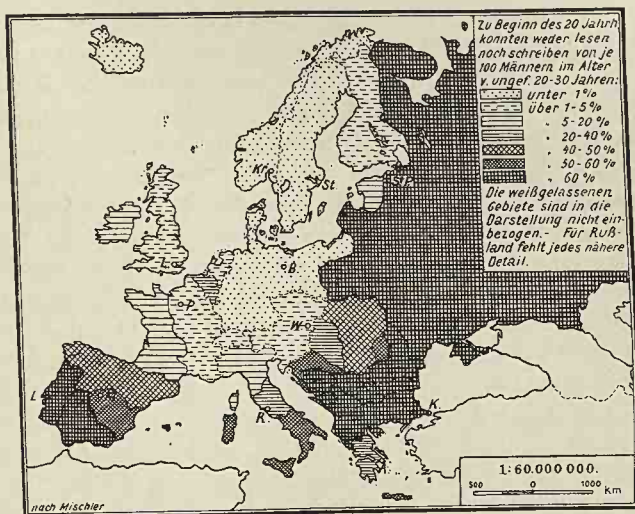 Zu Beginn des 20 Jahrh.
konnten weder lesen
noch schreiben von je
100 Männern im Alter
v. ungef. 20-30 Jahren:
unter 1%
über 1-5%
" 5-20%
" 20-40%
" 40-50%
" 50-60%
" 60%
Die weißgelassenen
Gebiete sind in die
Darstellung nicht ein-
bezogen.- Für Ruß-
land fehlt jedes nähere
Detail.
Kr.
St.
St.P.
L.
B.
P.
W.
L.
R.
K.
1:60.000 000.
500 0 1000 km
nach Mischler